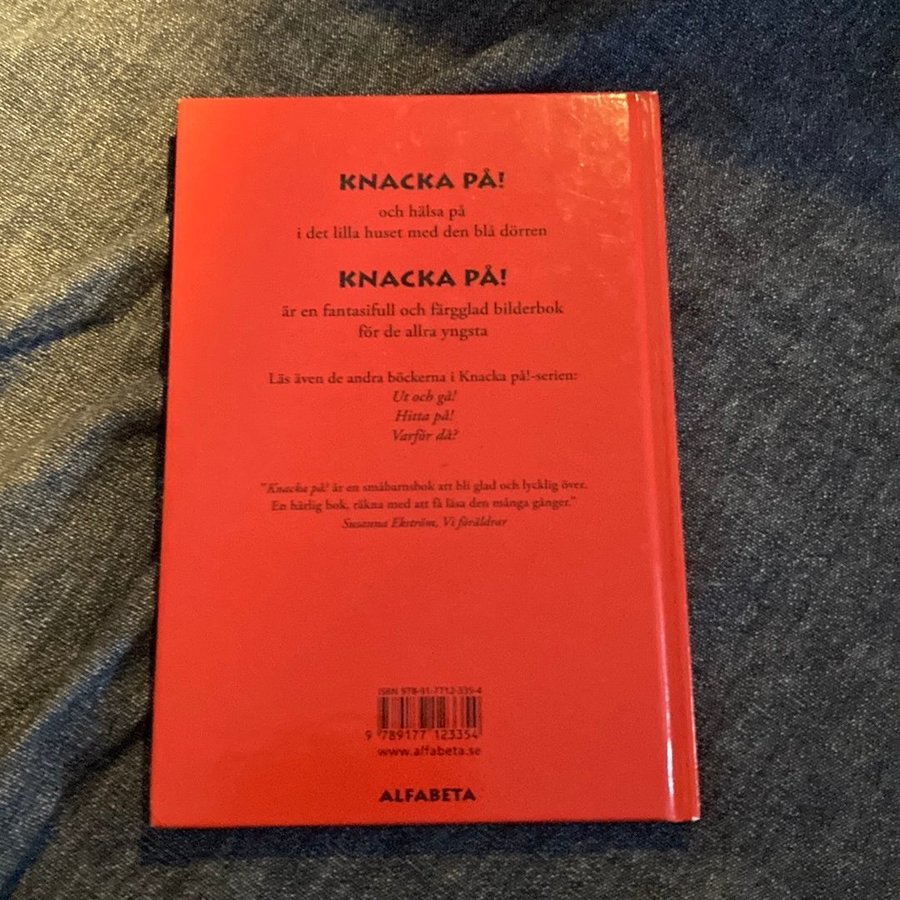 KNACKA PÅ!
och hälsa på
i det lilla huset med den blå dörren
KNACKA PÅ!
är en fantasifull och färgglad bilderbok
för de allra yngsta
Läs även de andra böckerna i Knacka på!-serien:
Ut och gå!
Hitta på!
Varför då?
"Knacka på! är en småbarnsbok att bli glad och lycklig över.
En härlig bok, räkna med att få läsa den många gånger."
Susanna Ekström, Vi föräldrar
ISBN 978-91-7712-335-4
9 789177 123354
www.alfabeta.se
ALFABETA